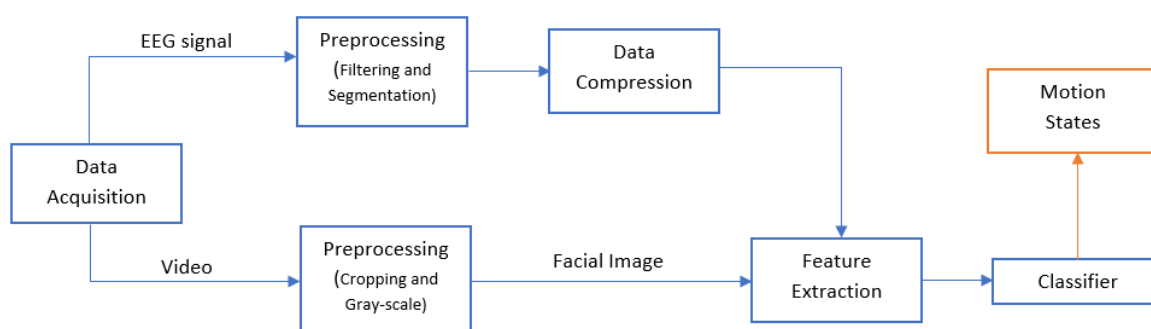 EEG signal
Preprocessing
(Filtering and
Segmentation)
Data
Compression
Motion
States
Data
Acquisition
Video
Preprocessing
(Cropping and
Gray-scale)
Facial Image
Feature
Extraction
Classifier